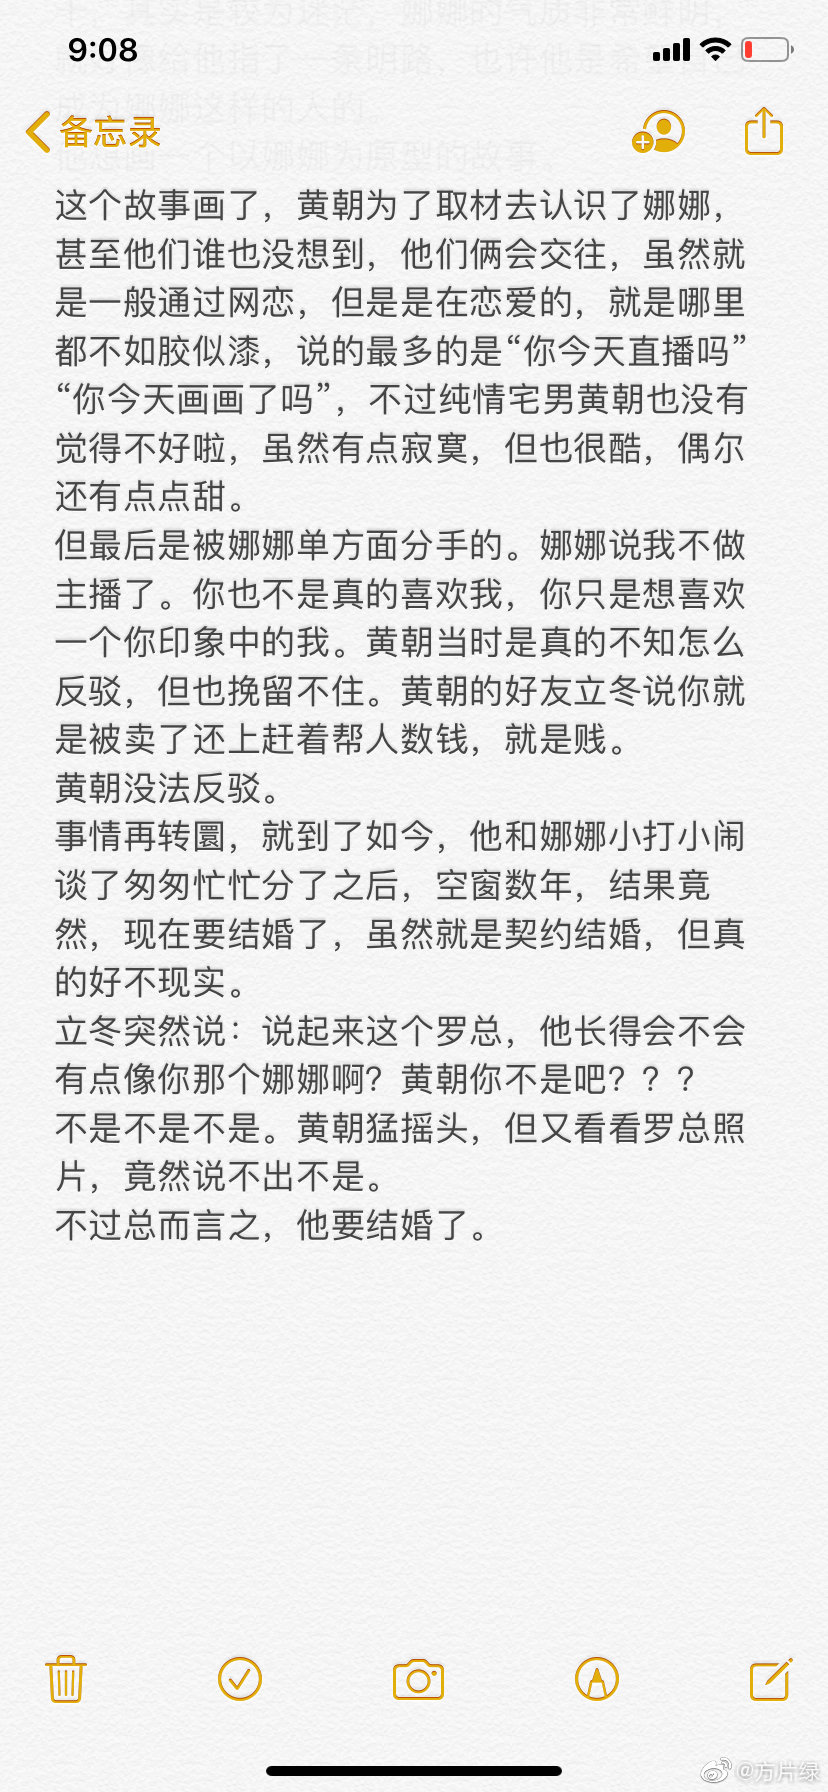 9:08
备忘录
这个故事画了，黄朝为了取材去认识了娜娜，
甚至他们谁也没想到，他们俩会交往，虽然就
是一般通过网恋，但是是在恋爱的，就是哪里
都不如胶似漆，说的最多的是“你今天直播吗”
“你今天画画了吗”，不过纯情宅男黄朝也没有
觉得不好啦，虽然有点寂寞，但也很酷，偶尔
还有点点甜。
但最后是被娜娜单方面分手的。娜娜说我不做
主播了。你也不是真的喜欢我，你只是想喜欢
一个你印象中的我。黄朝当时是真的不知怎么
反驳，但也挽留不住。黄朝的好友立冬说你就
是被卖了还上赶着帮人数钱，就是贱。
黄朝没法反驳。
事情再转圜，就到了如今，他和娜娜小打小闹
谈了匆匆忙忙分了之后，空窗数年，结果竟
然，现在要结婚了，虽然就是契约结婚，但真
的好不现实。
立冬突然说：说起来这个罗总，他长得会不会
有点像你那个娜娜啊？黄朝你不是吧？？？
不是不是不是。黄朝猛摇头，但又看看罗总照
片，竟然说不出不是。
不过总而言之，他要结婚了。
@方片绿